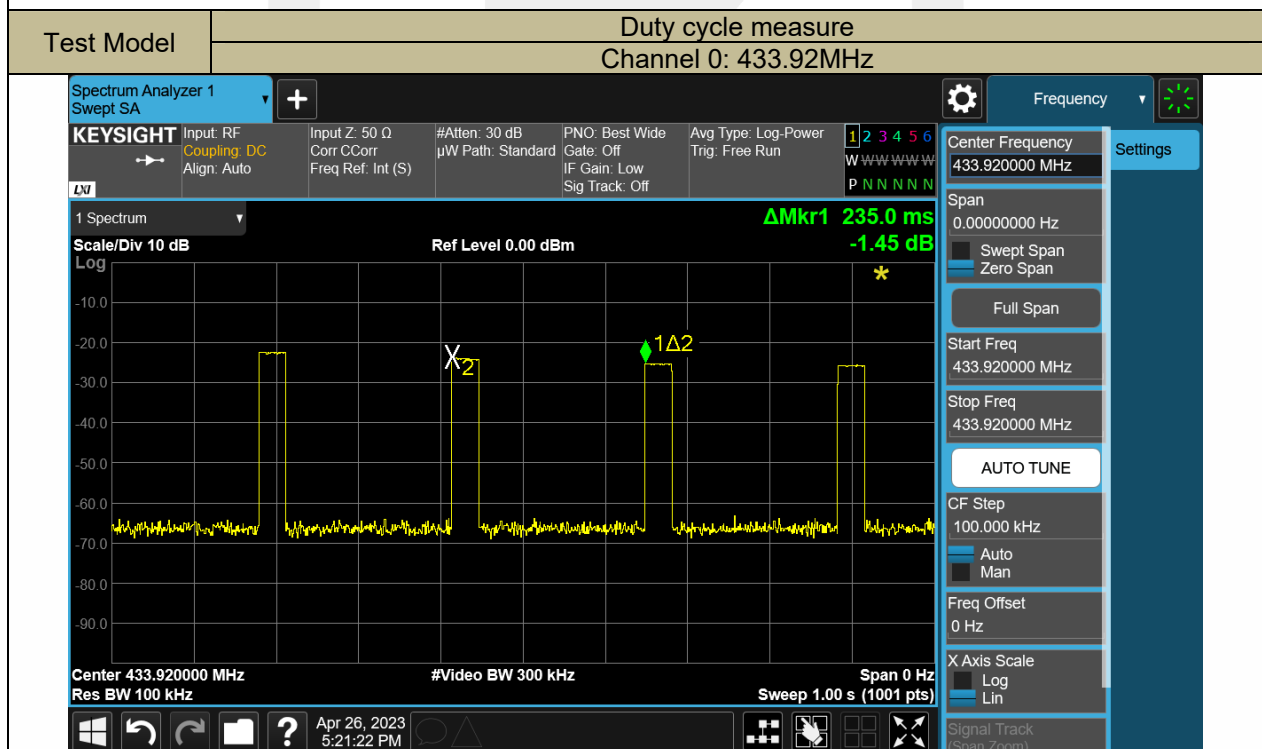 Test Model
Duty cycle measure
Channel 0: 433.92MHz
Spectrum Analyzer 1
Swept SA
Frequency
KEYSIGHT
LXI
Input: RF
Coupling: DC
Align: Auto
Input Z: 50 Ω
Corr CCorr
Freq Ref: Int (S)
#Atten: 30 dB
µW Path: Standard
PNO: Best Wide
Gate: Off
IF Gain: Low
Sig Track: Off
Avg Type: Log-Power
Trig: Free Run
1 2 3 4 5 6
W W W W W W
P N N N N N
1 Spectrum
ΔMkr1 235.0 ms
-1.45 dB
Scale/Div 10 dB
Ref Level 0.00 dBm
Log
-10.0
-20.0
-30.0
-40.0
-50.0
-60.0
-70.0
-80.0
-90.0
X2
1Δ2
*
Center 433.920000 MHz
#Video BW 300 kHz
Span 0 Hz
Res BW 100 kHz
Sweep 1.00 s (1001 pts)
?
Apr 26, 2023
5:21:22 PM
Center Frequency
433.920000 MHz
Settings
Span
0.00000000 Hz
Swept Span
Zero Span
Full Span
Start Freq
433.920000 MHz
Stop Freq
433.920000 MHz
AUTO TUNE
CF Step
100.000 kHz
Auto
Man
Freq Offset
0 Hz
X Axis Scale
Log
Lin
Signal Track
(Span Zoom)